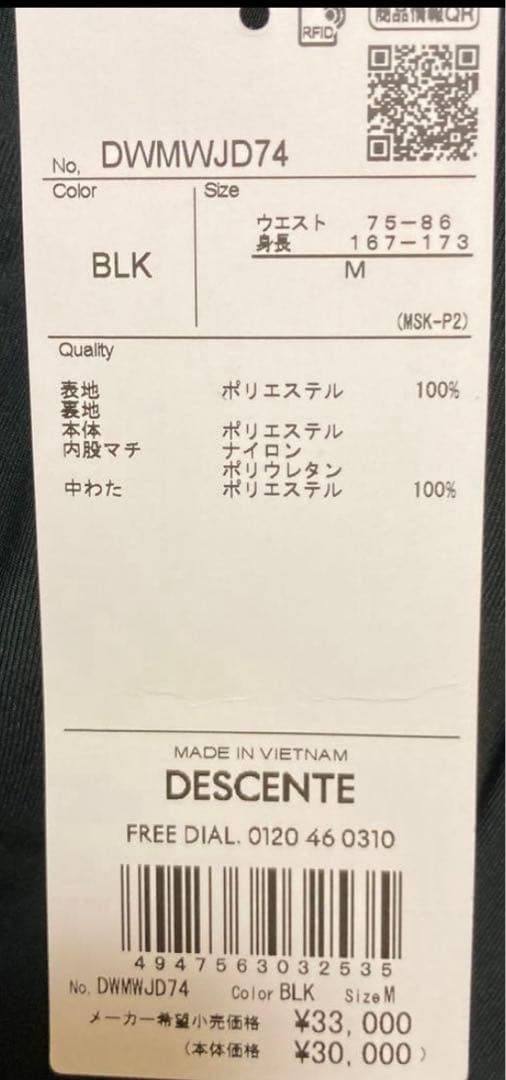 RFID
商品情報QR
No. DWMWJD74
Color Size
ウエスト 75-86
身長 167-173
BLK M
(MSK-P2)
Quality
表地 ポリエステル 100%
裏地
本体 ポリエステル
内股マチ ナイロン
ポリウレタン
中わた ポリエステル 100%
MADE IN VIETNAM
DESCENTE
FREE DIAL. 0120 46 0310
4947563032535
No. DWMWJD74 Color BLK Size M
メーカー希望小売価格 ¥33,000
(本体価格 ¥30,000)